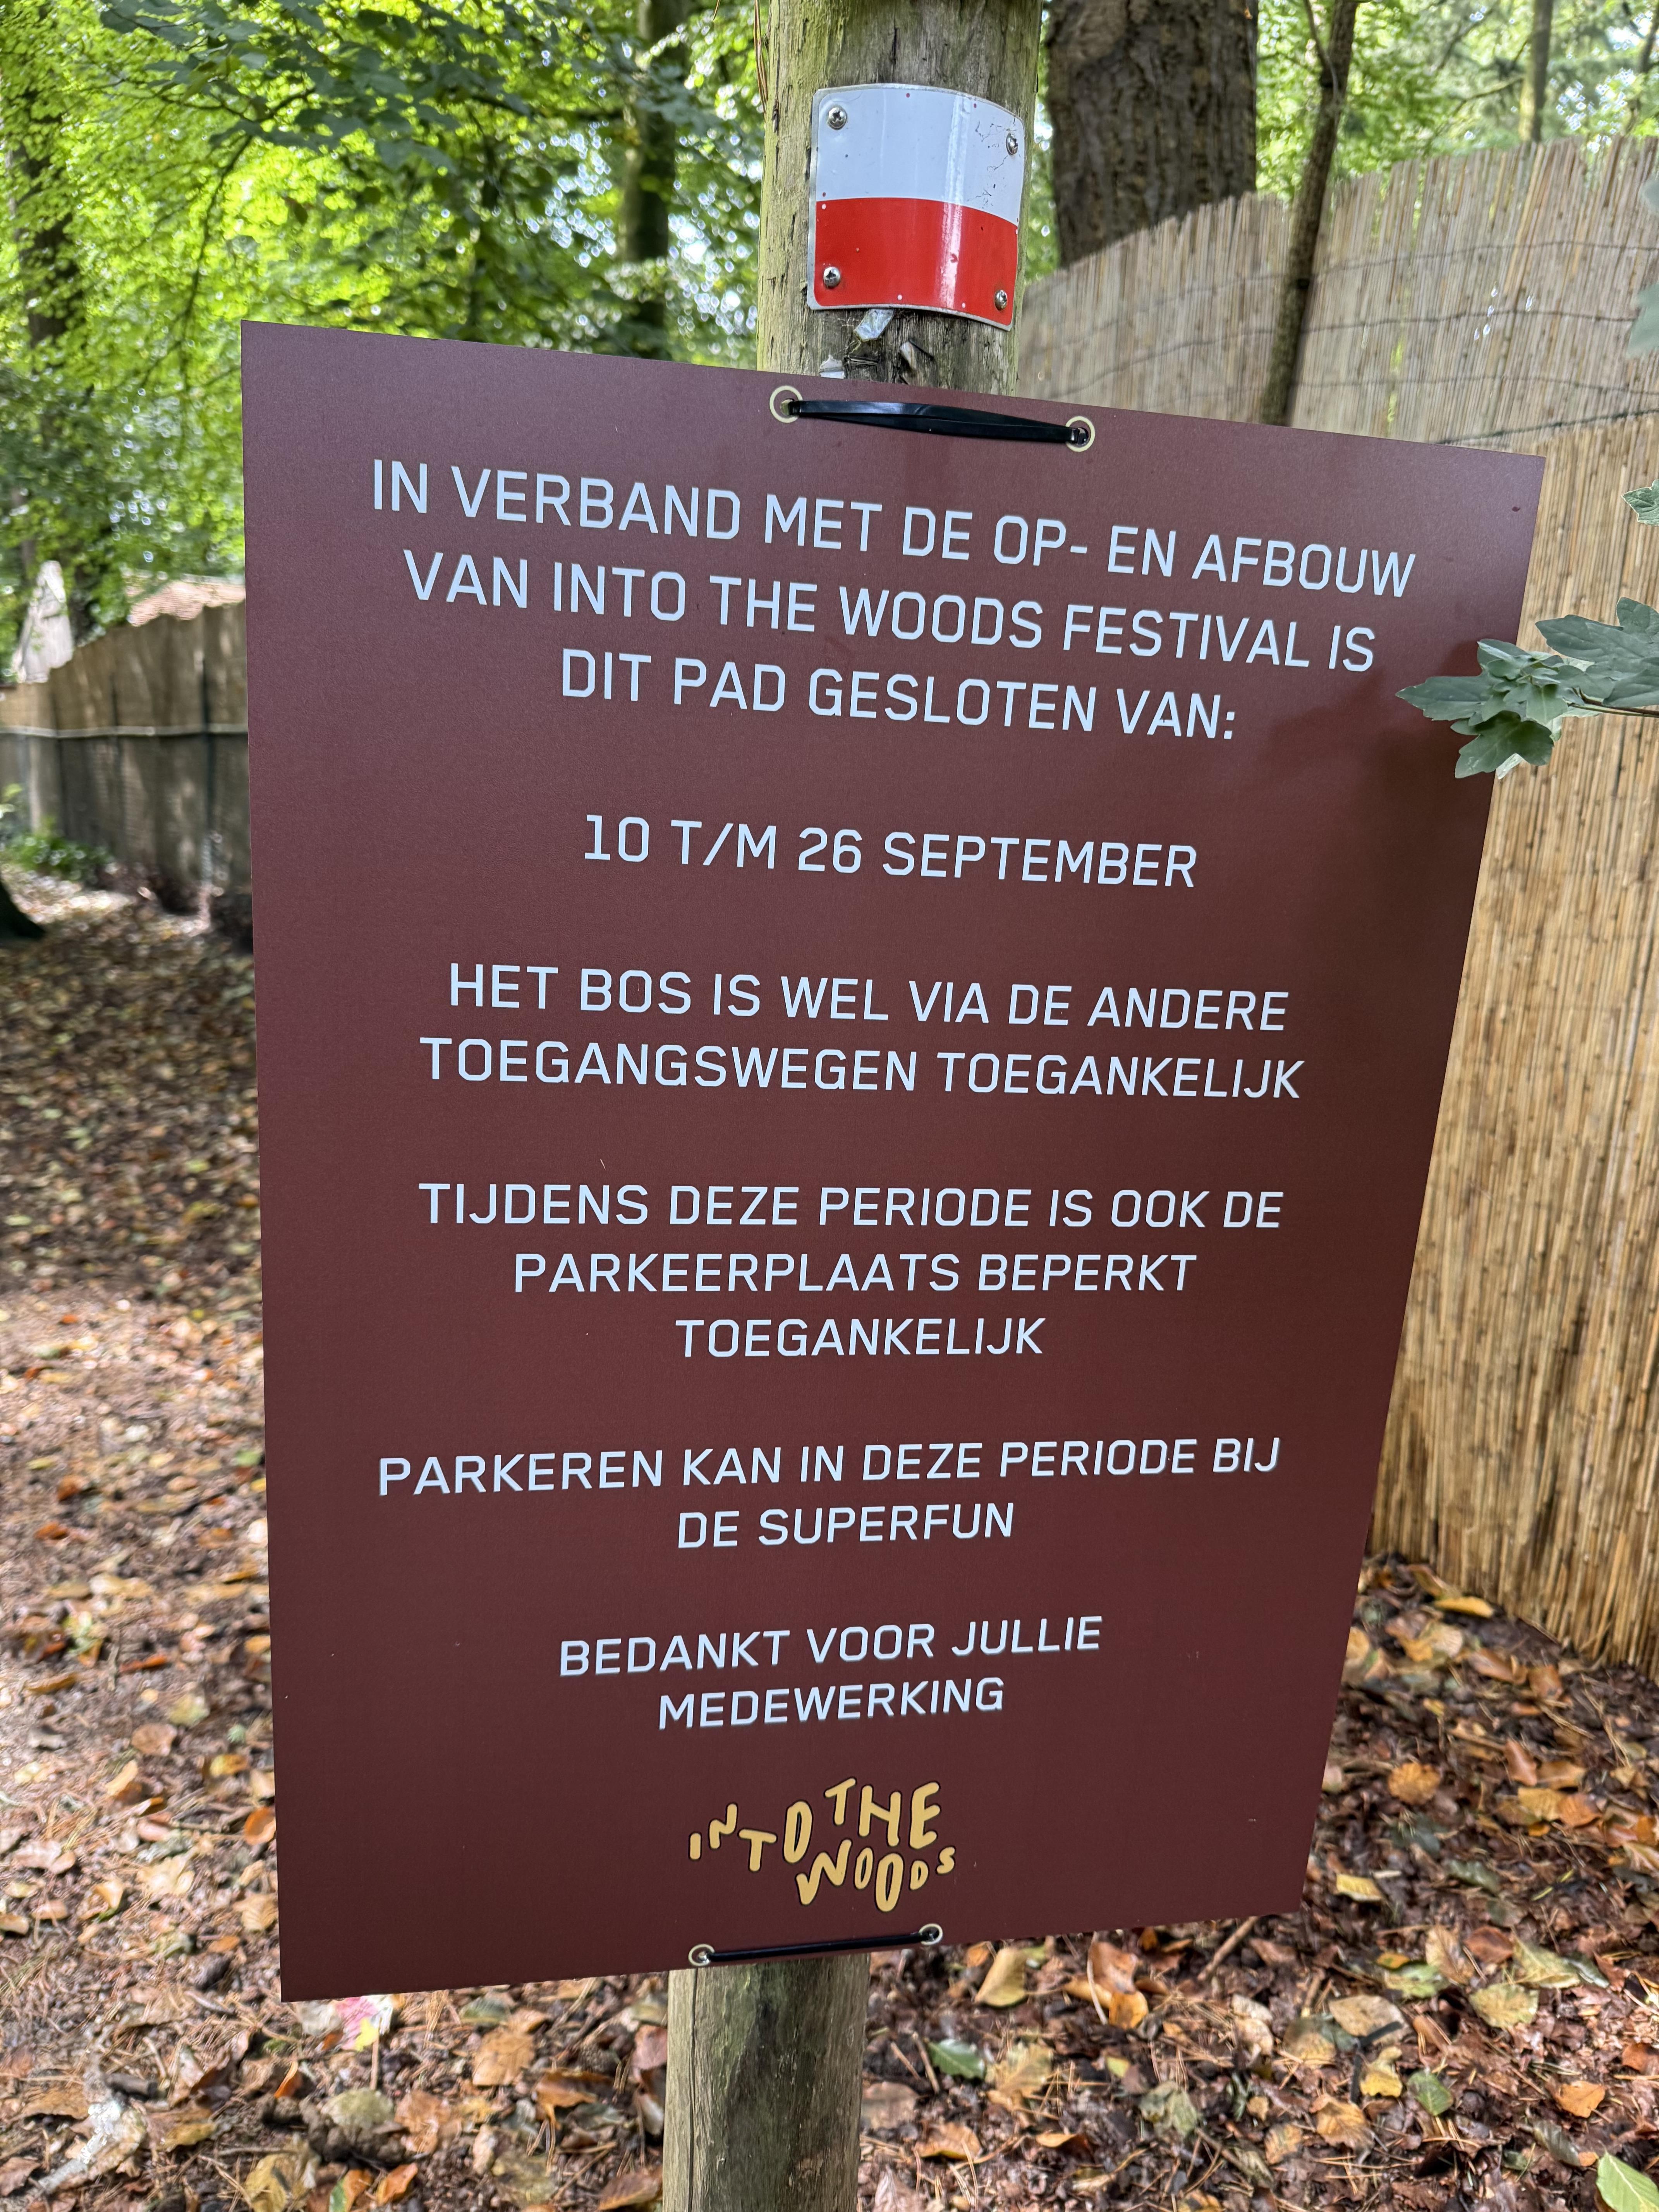 IN VERBAND MET DE OP- EN AFBOUW
VAN INTO THE WOODS FESTIVAL IS
DIT PAD GESLOTEN VAN:
10 T/M 26 SEPTEMBER
HET BOS IS WEL VIA DE ANDERE
TOEGANGSWEGEN TOEGANKELIJK
TIJDENS DEZE PERIODE IS OOK DE
PARKEERPLAATS BEPERKT
TOEGANKELIJK
PARKEREN KAN IN DEZE PERIODE BIJ
DE SUPERFUN
BEDANKT VOOR JULLIE
MEDEWERKING
INTO THE
WOODS